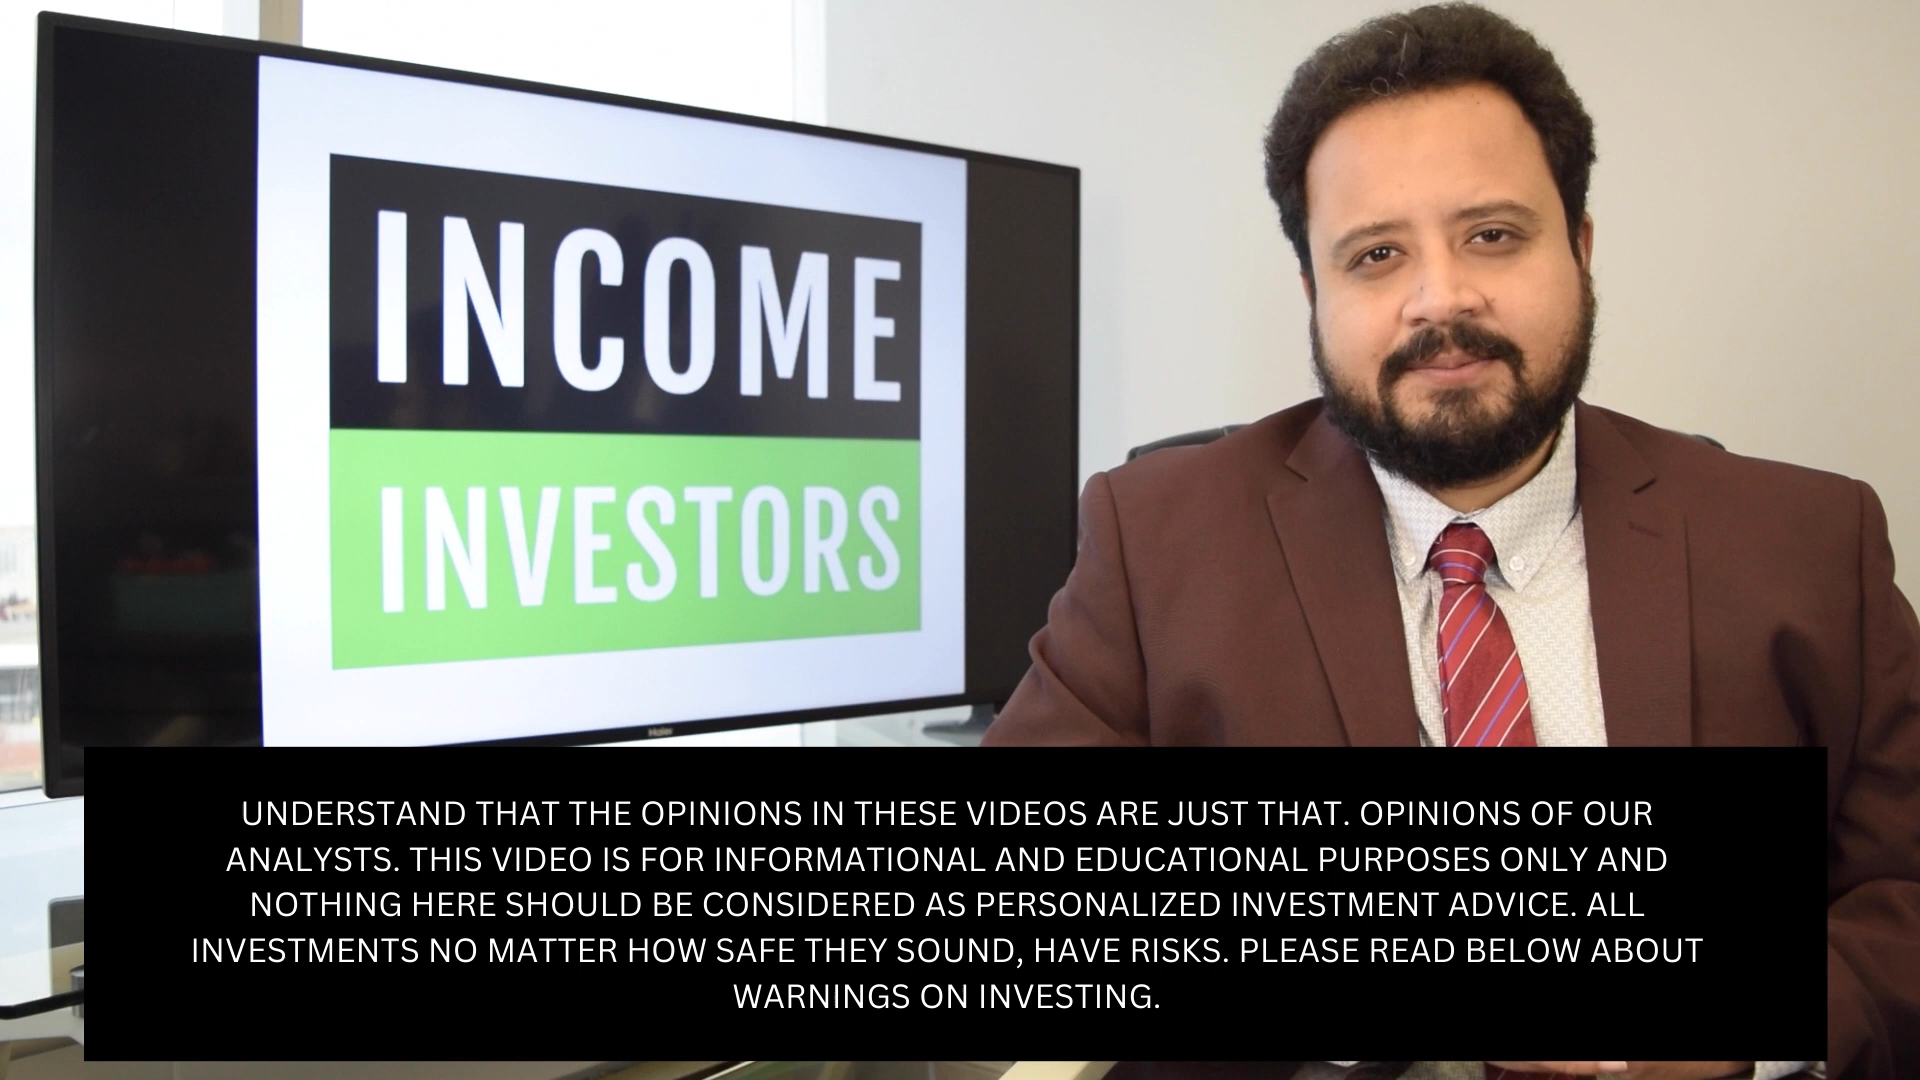 INCOME
INVESTORS
Haier
UNDERSTAND THAT THE OPINIONS IN THESE VIDEOS ARE JUST THAT. OPINIONS OF OUR
ANALYSTS. THIS VIDEO IS FOR INFORMATIONAL AND EDUCATIONAL PURPOSES ONLY AND
NOTHING HERE SHOULD BE CONSIDERED AS PERSONALIZED INVESTMENT ADVICE. ALL
INVESTMENTS NO MATTER HOW SAFE THEY SOUND, HAVE RISKS. PLEASE READ BELOW ABOUT
WARNINGS ON INVESTING.